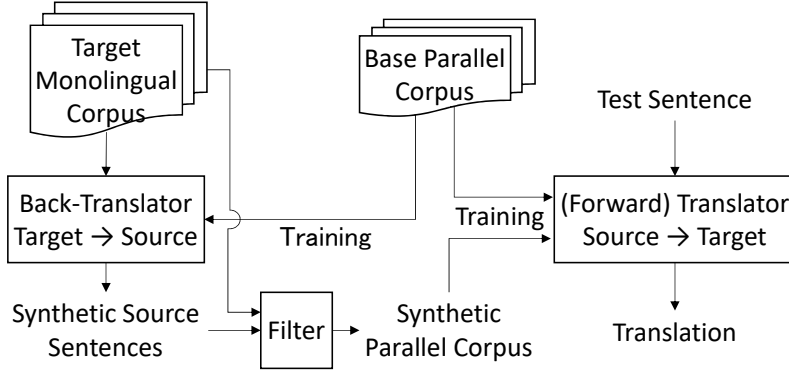 Target
Monolingual
Corpus
Base Parallel
Corpus
Test Sentence
Back-Translator
Target → Source
Training
Training
(Forward) Translator
Source → Target
Synthetic Source
Sentences
Filter
Synthetic
Parallel Corpus
Translation